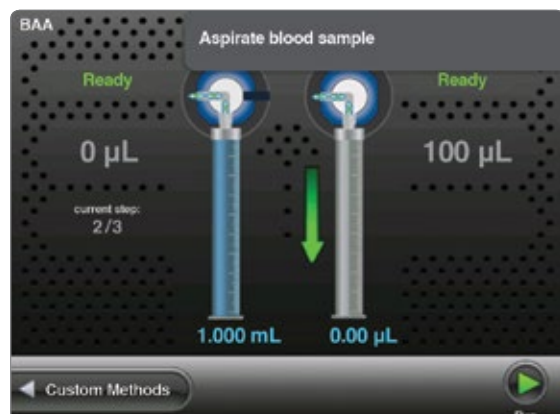 BAA
Aspirate blood sample
Ready
Ready
0 µL
100 µL
current step:
2/3
1.000 mL
0.00 µL
Custom Methods